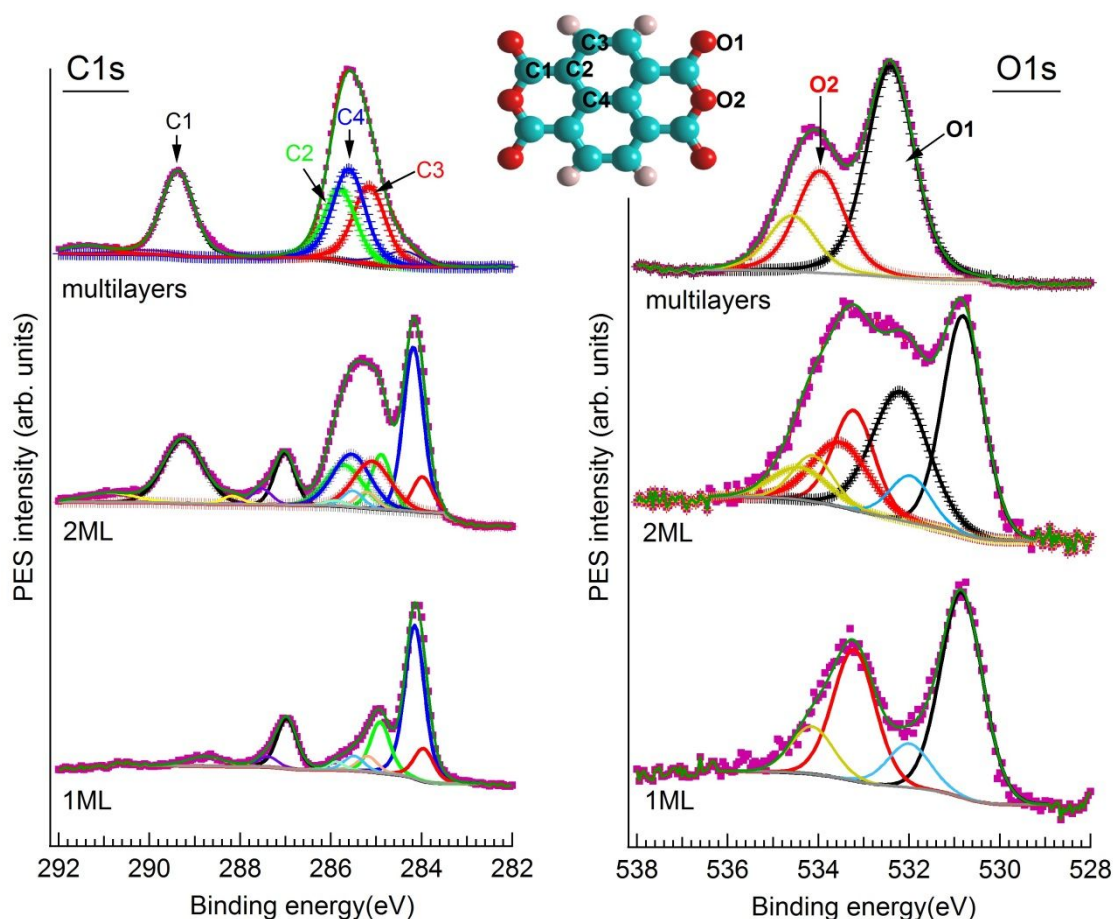 C1s
C1
C4
C2
C3
multilayers
2ML
1ML
PES intensity (arb. units)
292 290 288 286 284 282
Binding energy(eV)
C3
O1
C1
C2
C4
O2
O1s
O2
O1
multilayers
2ML
1ML
PES intensity (arb. units)
538 536 534 532 530 528
Binding energy(eV)